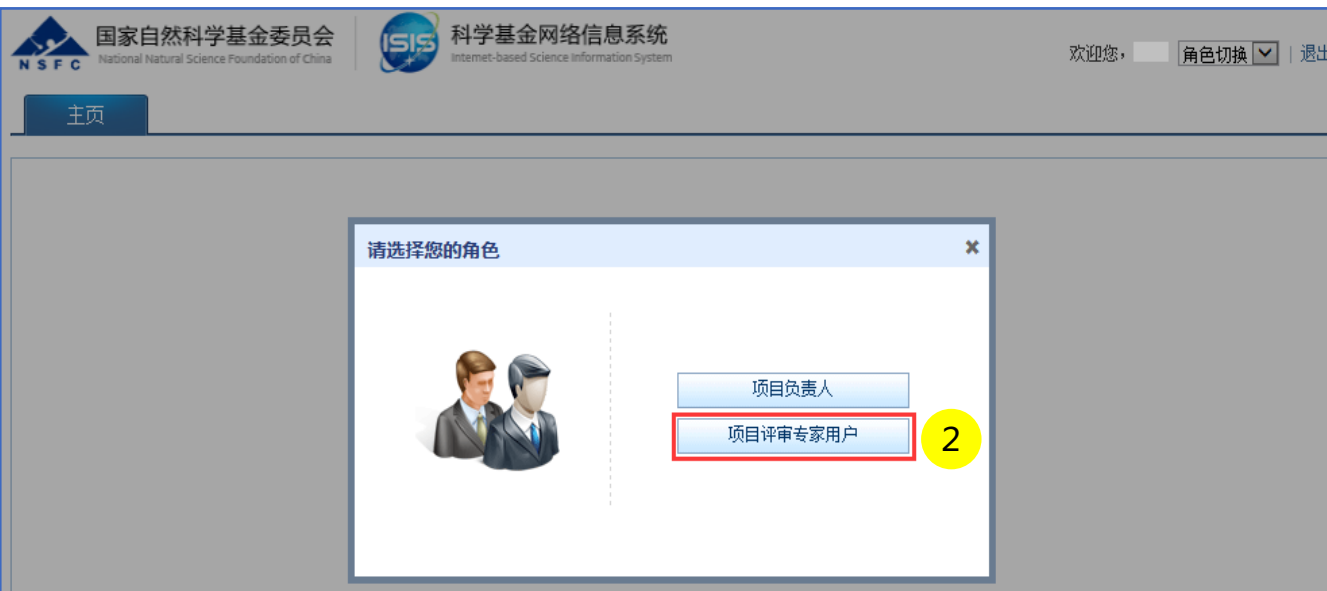 国家自然科学基金委员会
National Natural Science Foundation of China
NSFC
ISIS
科学基金网络信息系统
Internet-based Science Information System
欢迎您， 角色切换 | 退出
主页
请选择您的角色
项目负责人
项目评审专家用户
2